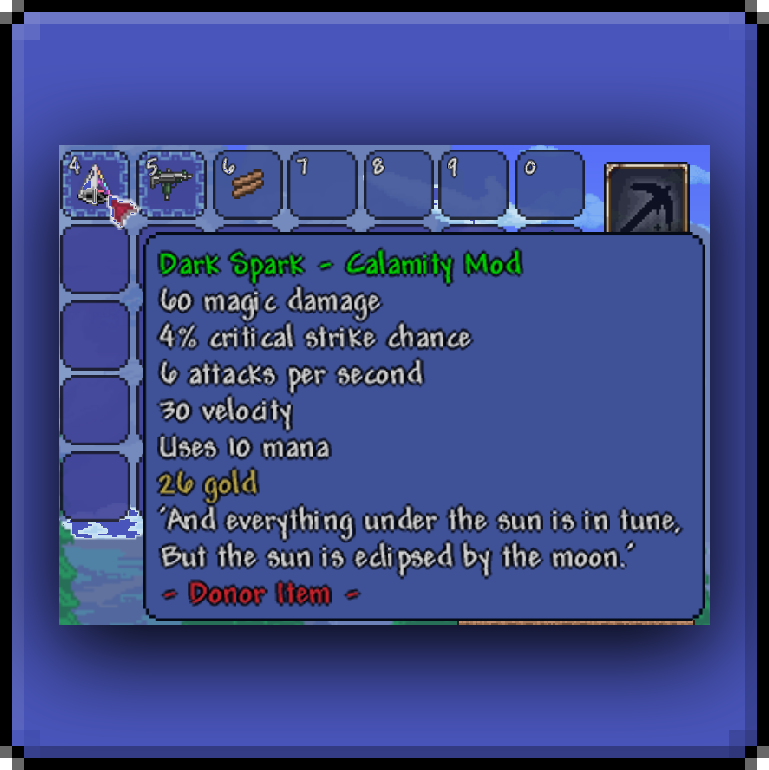 4 5 6 7 8 9 0
Dark Spark - Calamity Mod
60 magic damage
4% critical strike chance
6 attacks per second
30 velocity
Uses 10 mana
26 gold
'And everything under the sun is in tune,
But the sun is eclipsed by the moon.'
- Donor Item -